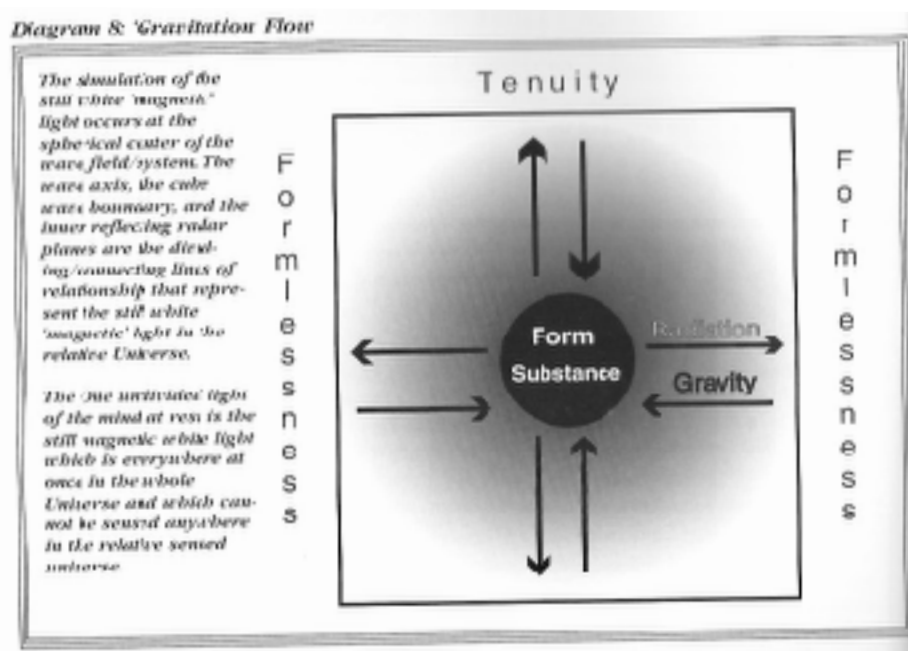 Diagram 8: 'Gravitation Flow
The simulation of the
still white 'magnetic'
light occurs at the
spherical center of the
wave field/system. The
wave axis, the cube
wave boundary, and the
inner reflecting radar
planes are the divid-
ing/connecting lines of
relationship that repre-
sent the still white
'magnetic' light in the
relative Universe.
The One undivided light
of the mind at rest is the
still magnetic white light
which is everywhere at
once in the whole
Universe and which can-
not be sensed anywhere
in the relative sensed
universe
Formlessness
Tenuity
Form
Substance
Radiation
Gravity
Formlessness